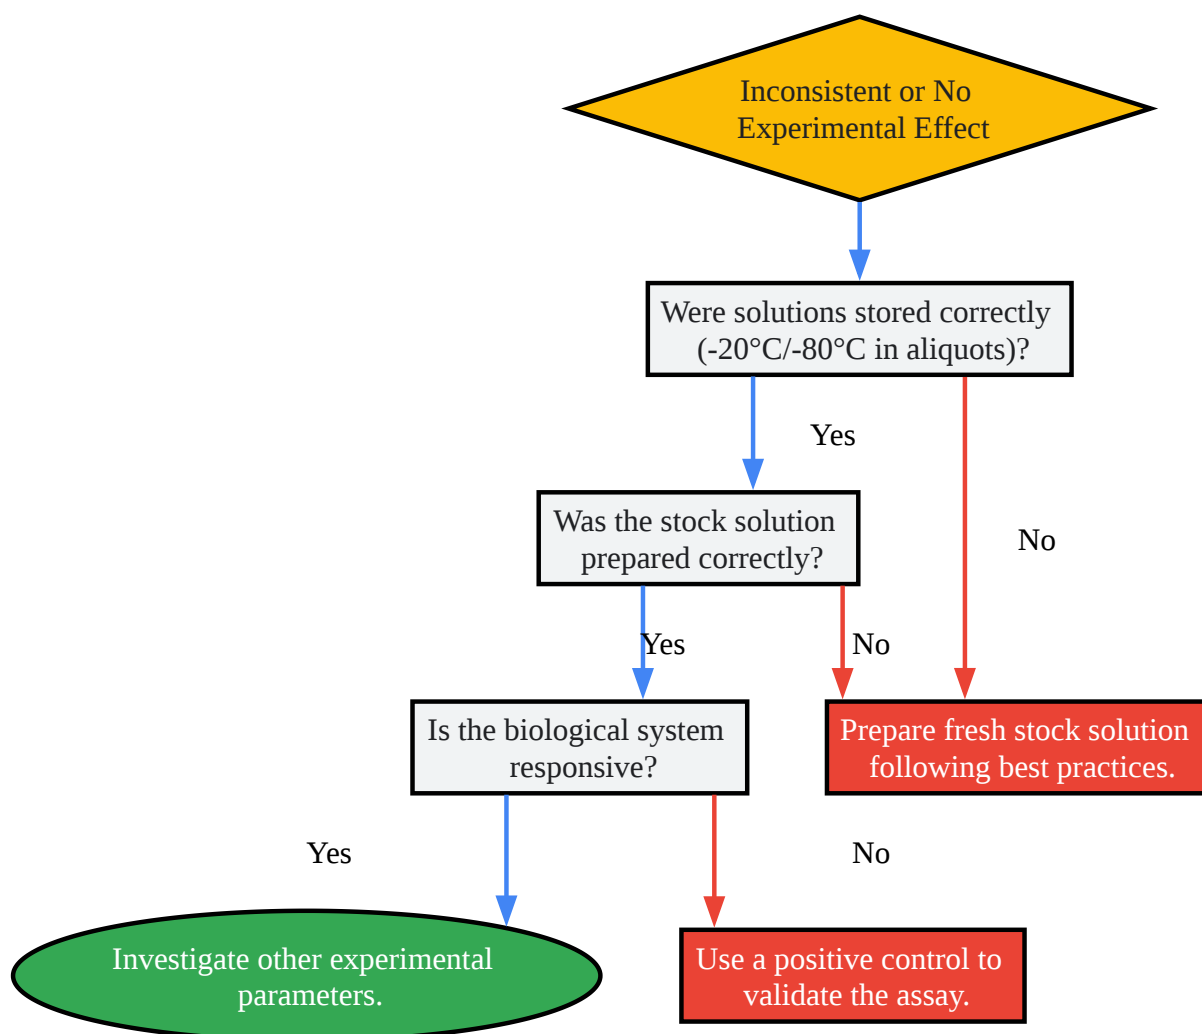 Inconsistent or No
Experimental Effect
Were solutions stored correctly
(-20°C/-80°C in aliquots)?
Yes
Was the stock solution
prepared correctly?
No
Yes
No
Is the biological system
responsive?
Prepare fresh stock solution
following best practices.
Yes
No
Investigate other experimental
parameters.
Use a positive control to
validate the assay.